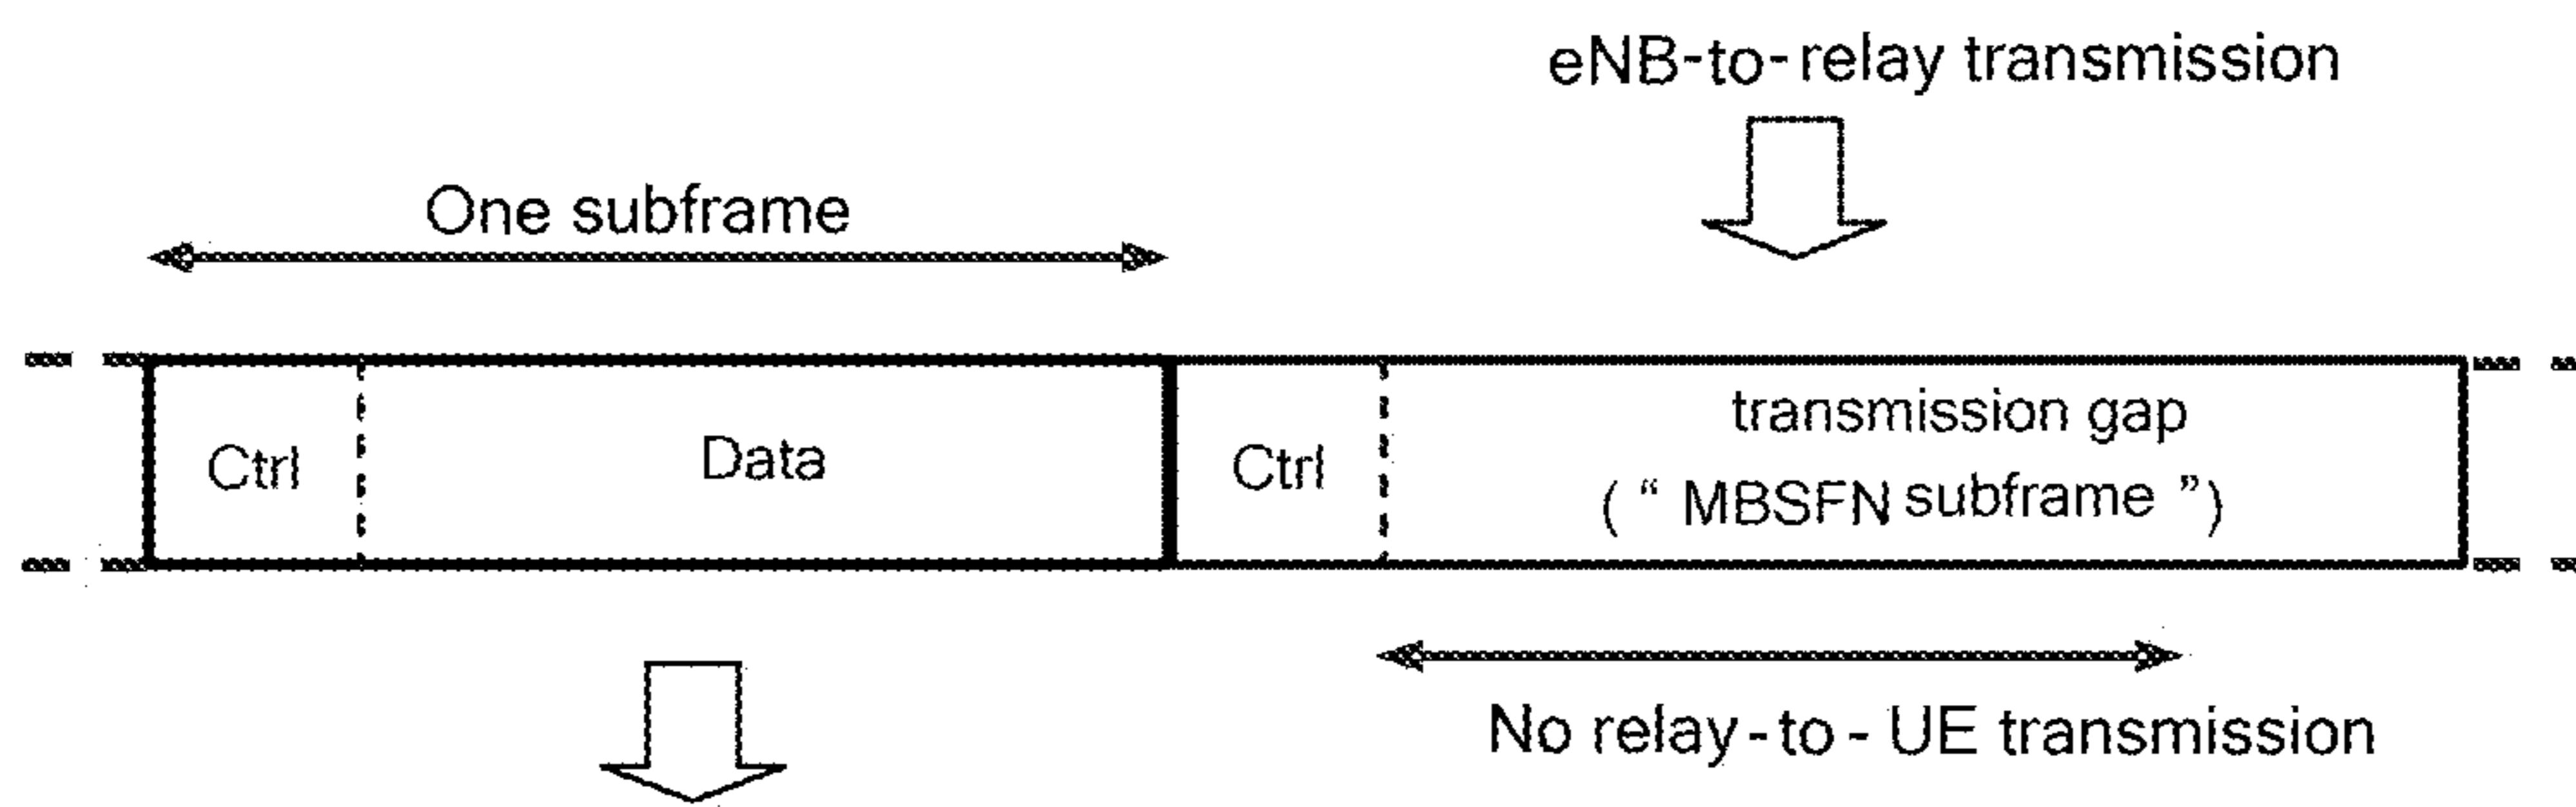 eNB-to-relay transmission
One subframe
Ctrl
Data
Ctrl
transmission gap
( “ MBSFN subframe ” )
No relay-to-UE transmission